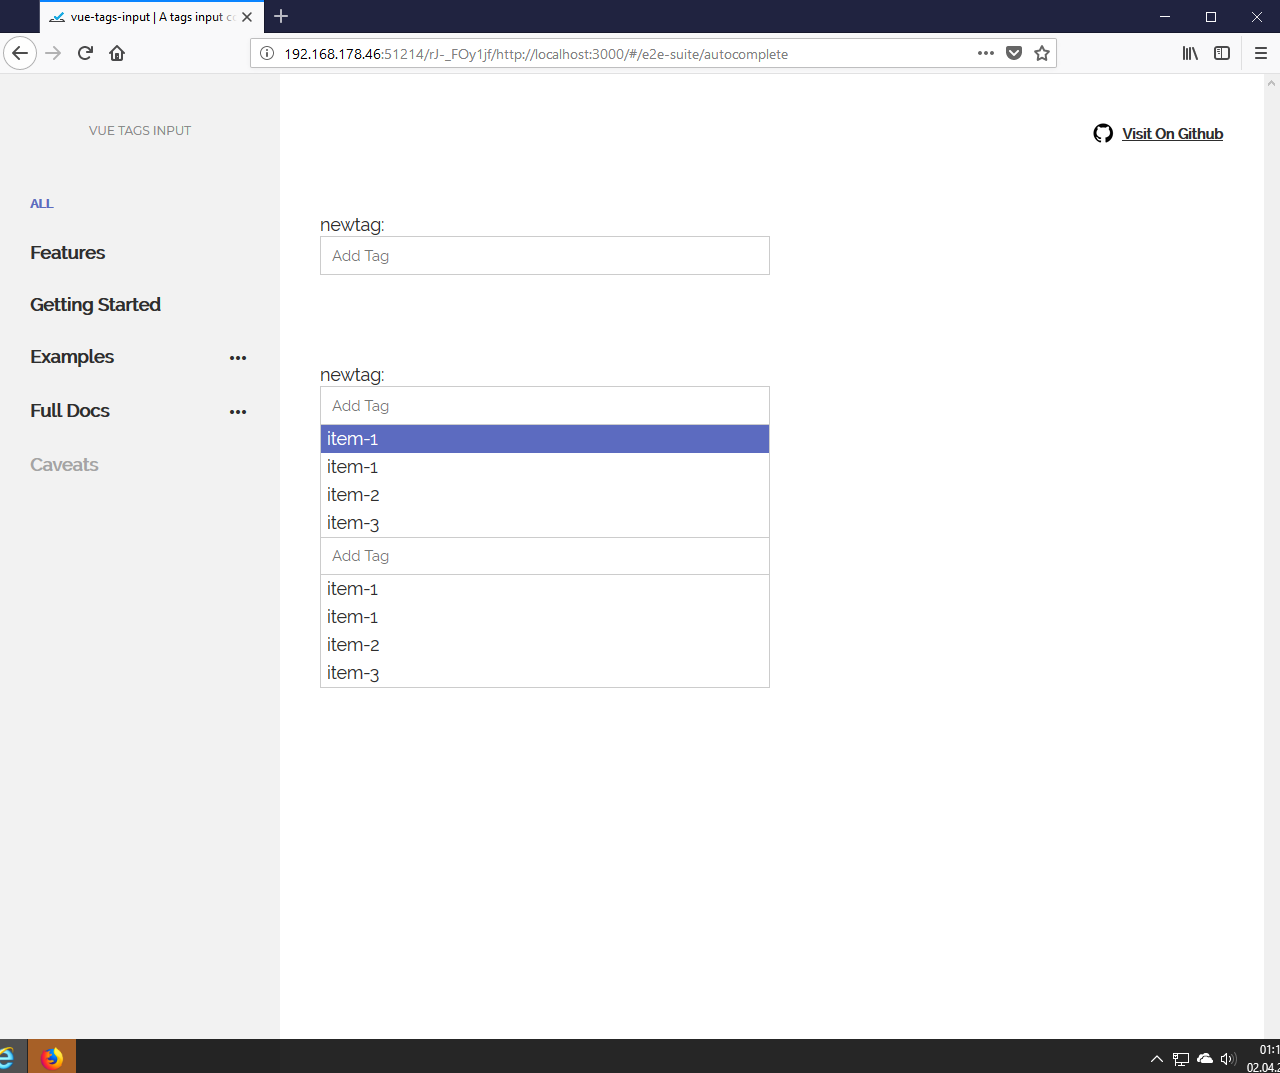 vue-tags-input | A tags input c
192.168.178.46:51214/rJ-_FOy1jf/http://localhost:3000/#/e2e-suite/autocomplete
VUE TAGS INPUT
Visit On Github
ALL
Features
Getting Started
Examples
Full Docs
Caveats
newtag:
Add Tag
newtag:
Add Tag
item-1
item-1
item-2
item-3
Add Tag
item-1
item-1
item-2
item-3
01:1
02.04.2